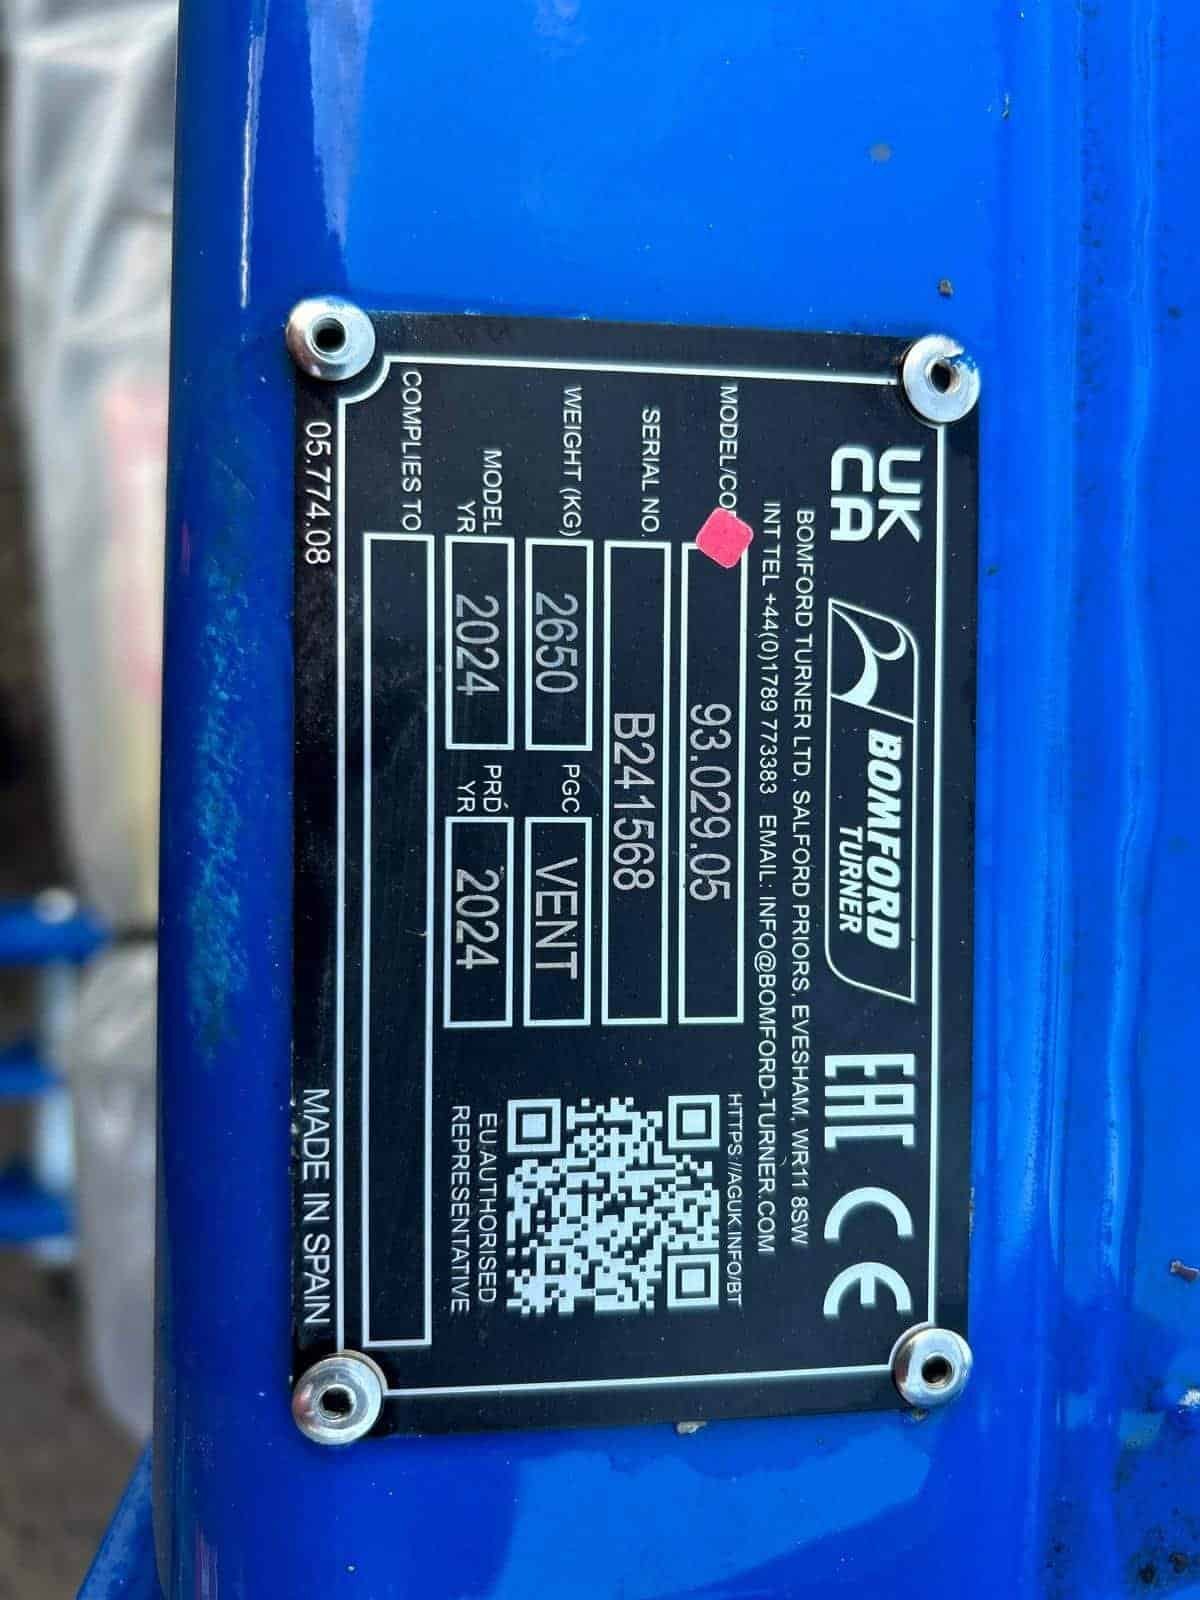 UK
CA
BOMFORD
TURNER
EAC
CE
BOMFORD TURNER LTD, SALFORD PRIORS, EVESHAM, WR11 8SW
INT TEL +44(0)1789 773383 EMAIL: INFO@BOMFORD-TURNER.COM
MODEL/CO 93.029.05
HTTPS://AGUK.INFO/BT
SERIAL NO. B241568
WEIGHT (KG) 2650 PGC VENT
MODEL YR 2024 PRD YR 2024
EU AUTHORISED
REPRESENTATIVE
COMPLIES TO
05.774.08 MADE IN SPAIN